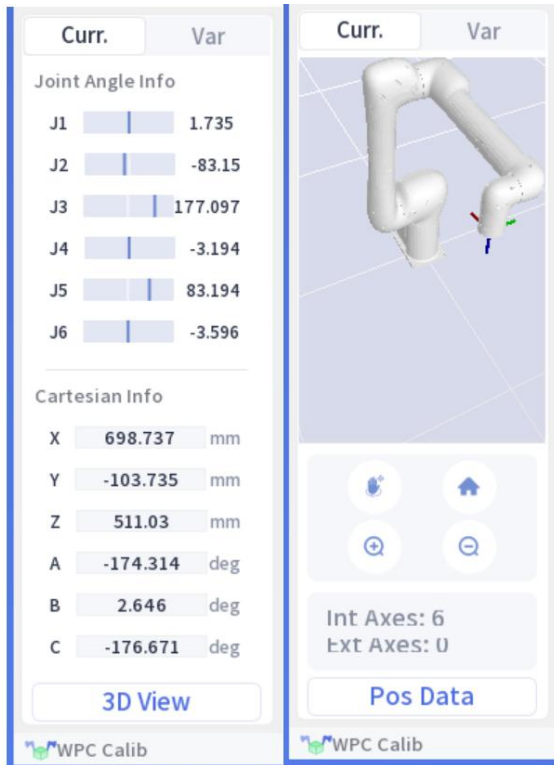 Curr. Var
Joint Angle Info
J1 1.735
J2 -83.15
J3 177.097
J4 -3.194
J5 83.194
J6 -3.596
Cartesian Info
X 698.737 mm
Y -103.735 mm
Z 511.03 mm
A -174.314 deg
B 2.646 deg
C -176.671 deg
3D View
WPC Calib
Curr. Var
Int Axes: 6
Ext Axes: 0
Pos Data
WPC Calib